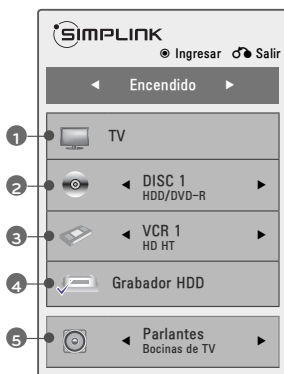 SIMPLINK
Ingresar Salir
Encendido
1 TV
2 DISC 1
HDD/DVD-R
3 VCR 1
HD HT
4 Grabador HDD
5 Parlantes
Bocinas de TV